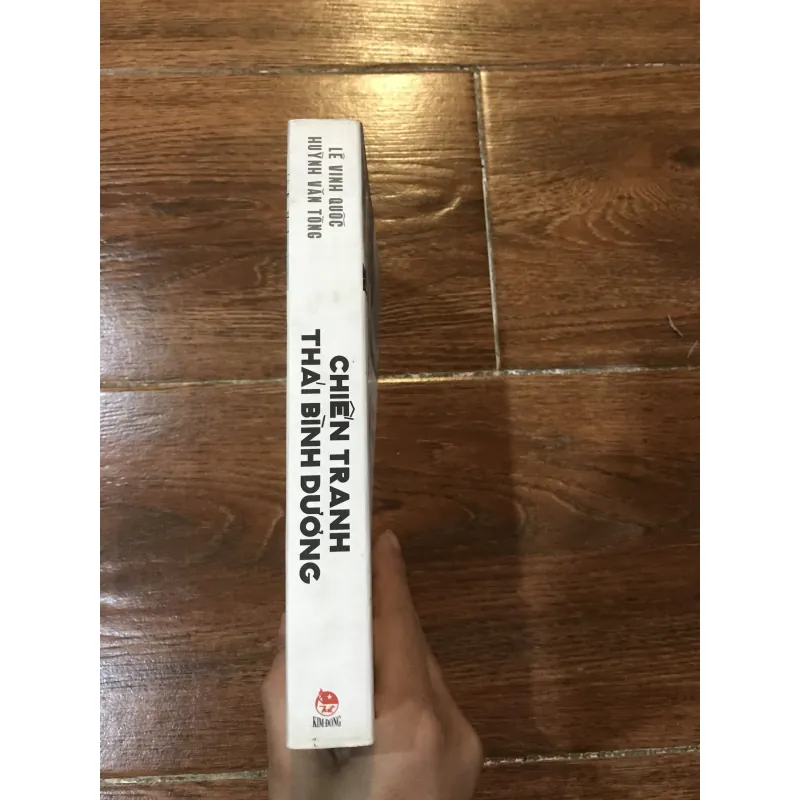 LÊ VINH QUỐC
HUỲNH VĂN TÒNG
CHIẾN TRANH
THÁI BÌNH DƯƠNG
KIM ĐỒNG